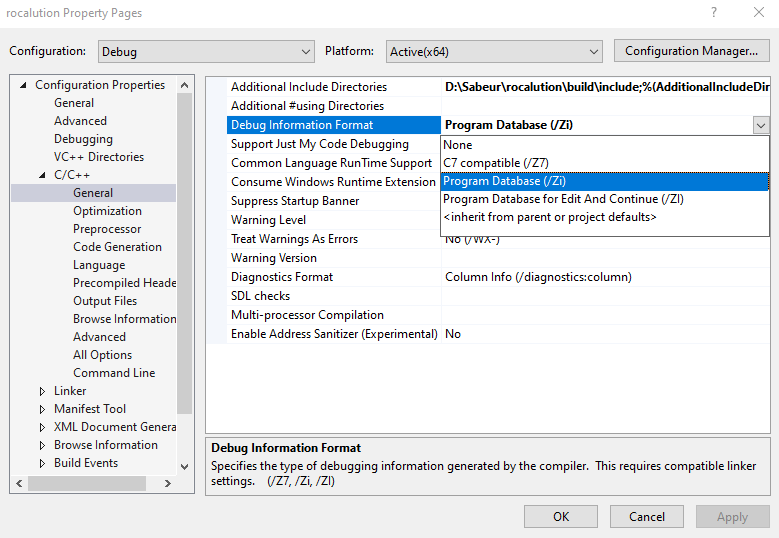 rocalution Property Pages
Configuration: Debug Platform: Active(x64) Configuration Manager...
Configuration Properties
General
Advanced
Debugging
VC++ Directories
C/C++
General
Optimization
Preprocessor
Code Generation
Language
Precompiled Heade
Output Files
Browse Information
Advanced
All Options
Command Line
Linker
Manifest Tool
XML Document Genera
Browse Information
Build Events
Additional Include Directories D:\Sabeur\rocalution\build\include;%(AdditionalIncludeDir
Additional #using Directories
Debug Information Format Program Database (/Zi)
Support Just My Code Debugging None
Common Language RunTime Support C7 compatible (/Z7)
Consume Windows Runtime Extension Program Database (/Zi)
Suppress Startup Banner Program Database for Edit And Continue (/ZI)
Warning Level <inherit from parent or project defaults>
Treat Warnings As Errors No (/WX-)
Warning Version
Diagnostics Format Column Info (/diagnostics:column)
SDL checks
Multi-processor Compilation
Enable Address Sanitizer (Experimental) No
Debug Information Format
Specifies the type of debugging information generated by the compiler. This requires compatible linker
settings. (/Z7, /Zi, /ZI)
OK Cancel Apply